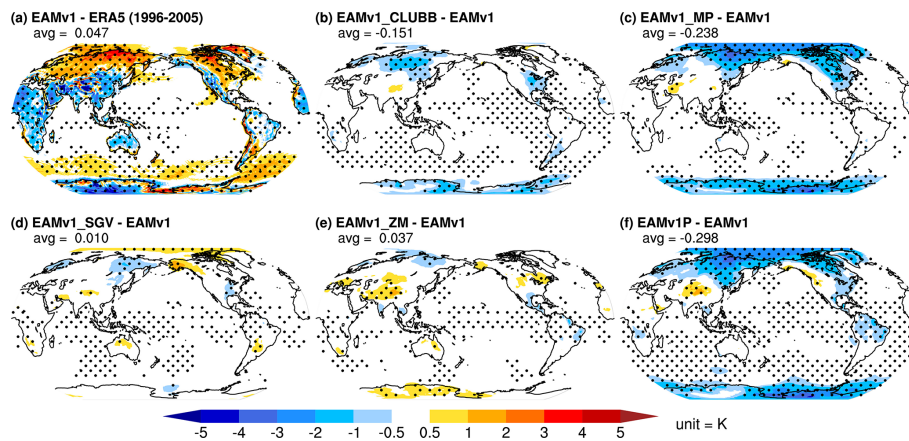 (a) EAMv1 - ERA5 (1996-2005)
avg = 0.047
(b) EAMv1_CLUBB - EAMv1
avg = -0.151
(c) EAMv1_MP - EAMv1
avg = -0.238
(d) EAMv1_SGV - EAMv1
avg = 0.010
(e) EAMv1_ZM - EAMv1
avg = 0.037
(f) EAMv1P - EAMv1
avg = -0.298
-5 -4 -3 -2 -1 -0.5 0.5 1 2 3 4 5 unit = K